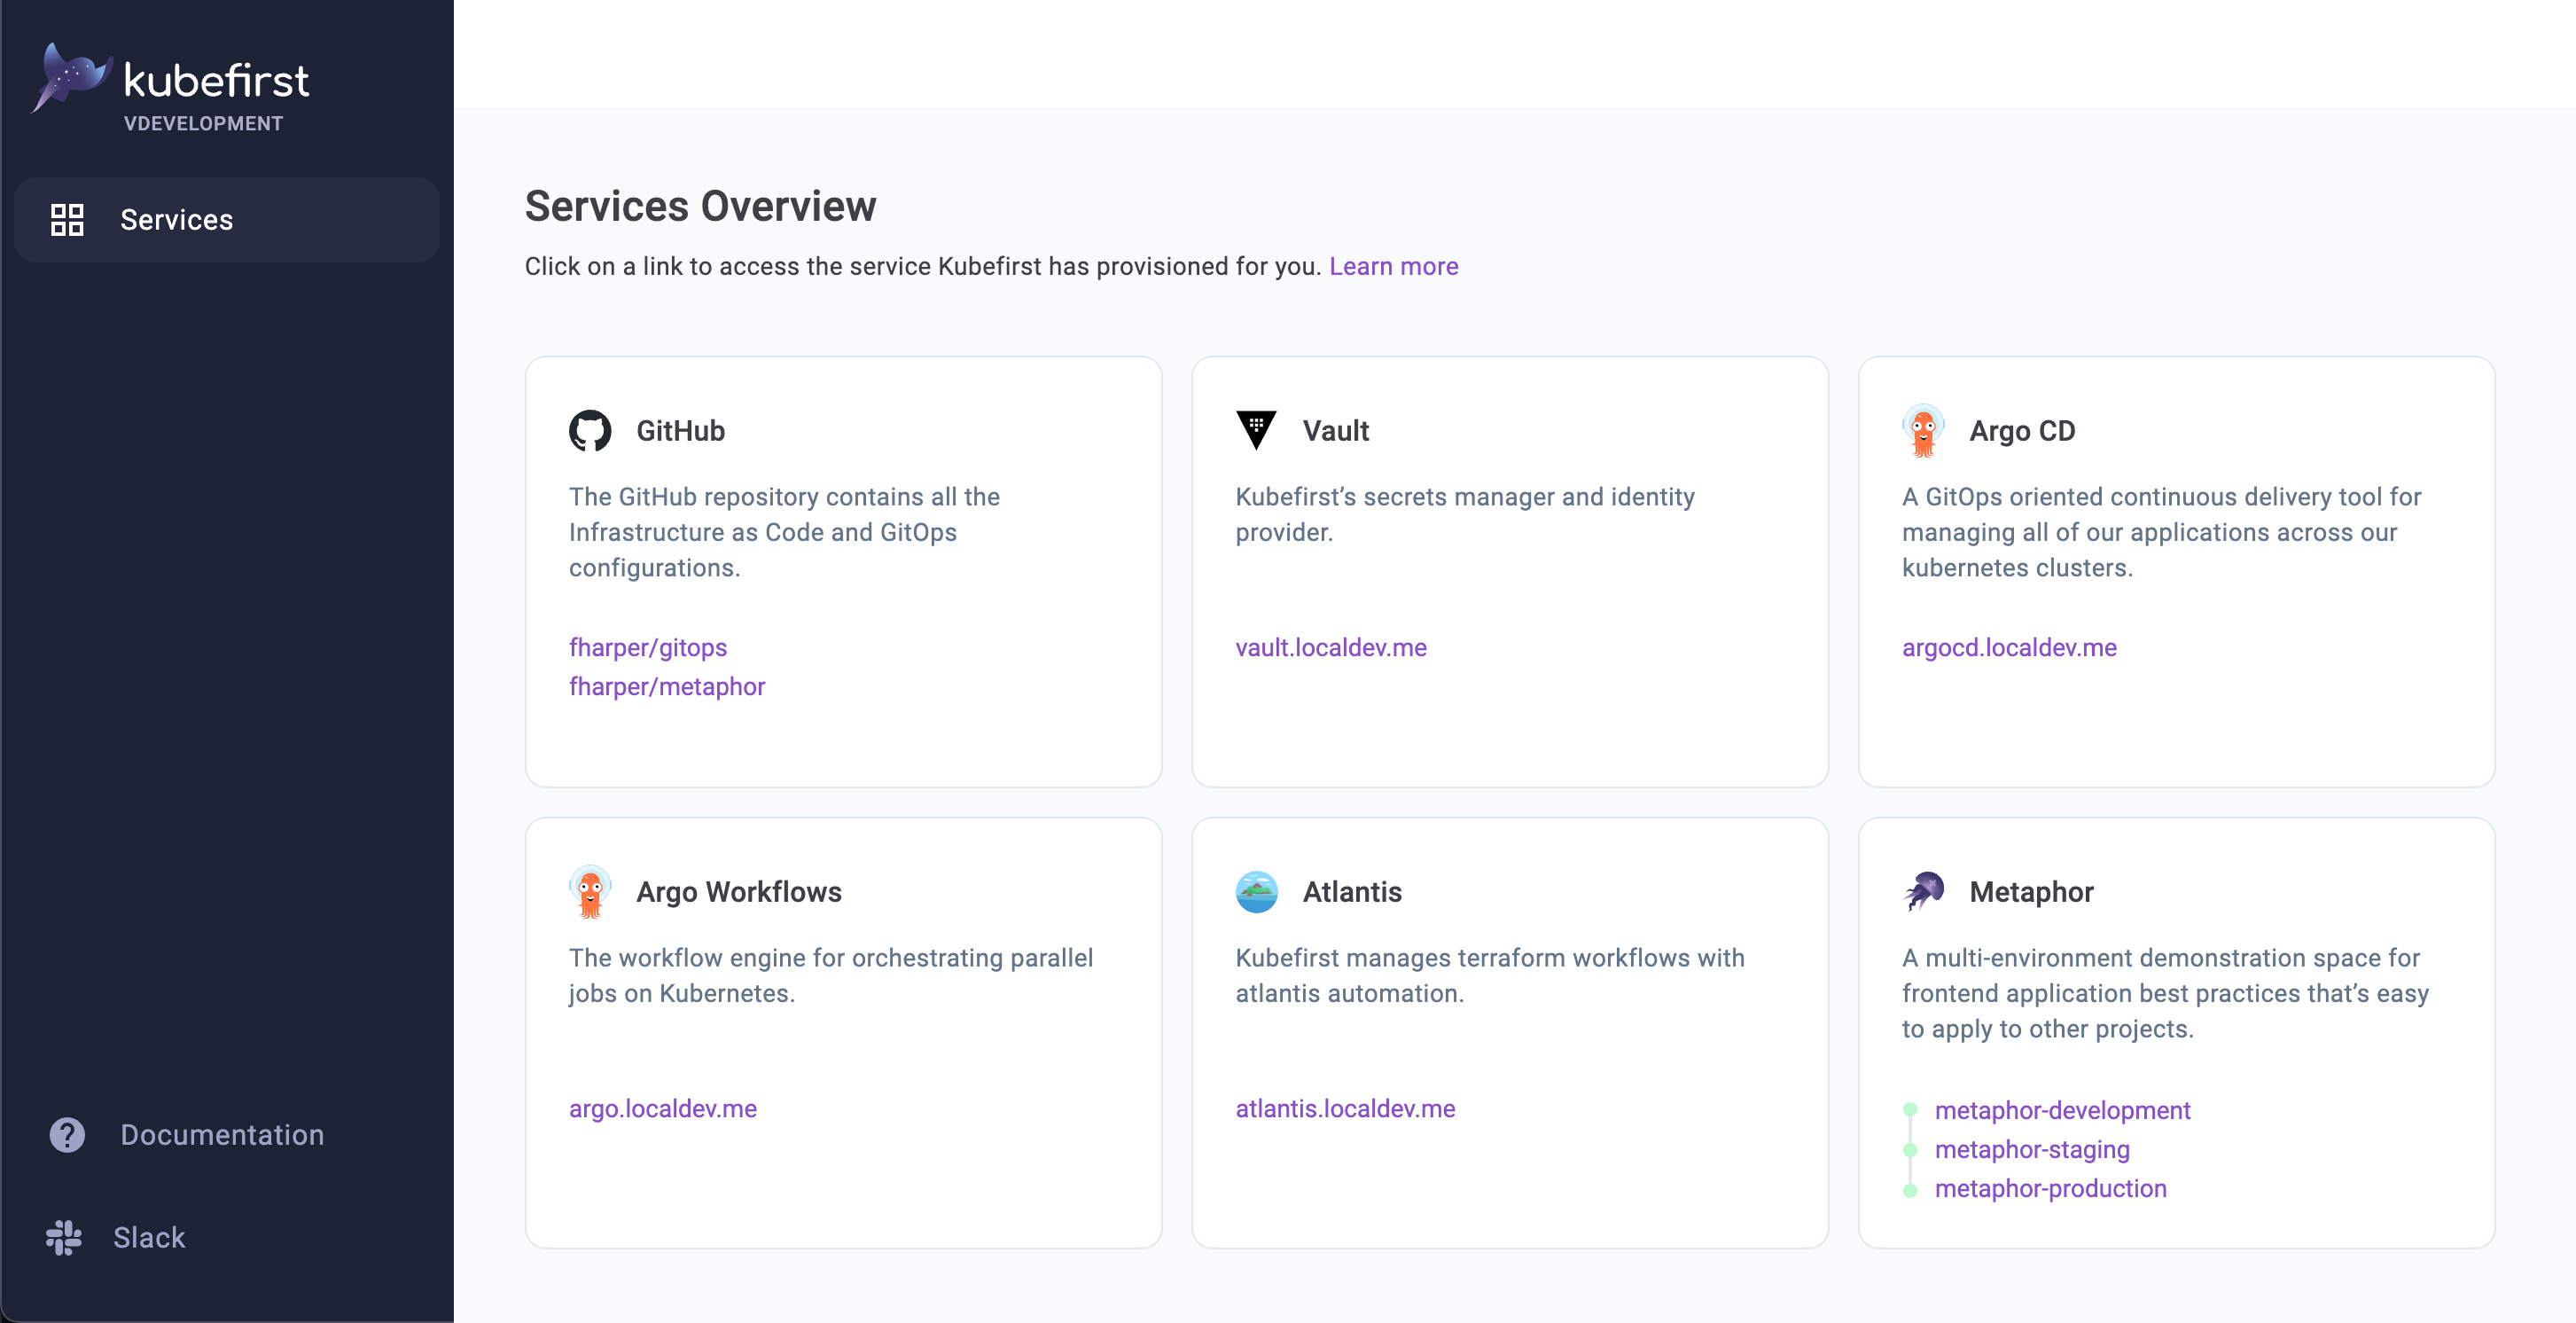 kubefirst
VDEVELOPMENT
Services
Documentation
Slack
Services Overview
Click on a link to access the service Kubefirst has provisioned for you. Learn more
GitHub
The GitHub repository contains all the
Infrastructure as Code and GitOps
configurations.
fharper/gitops
fharper/metaphor
Vault
Kubefirst’s secrets manager and identity
provider.
vault.localdev.me
Argo CD
A GitOps oriented continuous delivery tool for
managing all of our applications across our
kubernetes clusters.
argocd.localdev.me
Argo Workflows
The workflow engine for orchestrating parallel
jobs on Kubernetes.
argo.localdev.me
Atlantis
Kubefirst manages terraform workflows with
atlantis automation.
atlantis.localdev.me
Metaphor
A multi-environment demonstration space for
frontend application best practices that’s easy
to apply to other projects.
metaphor-development
metaphor-staging
metaphor-production